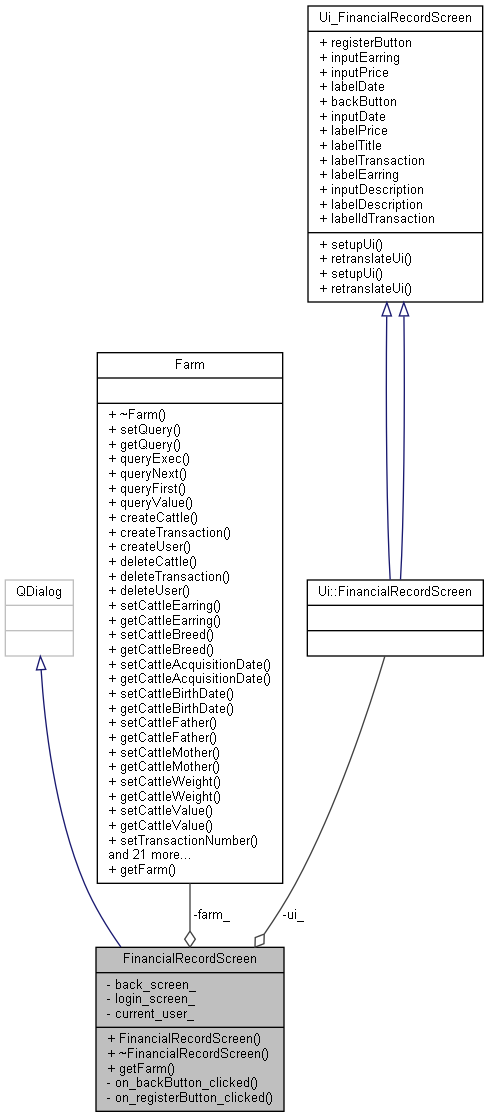 Ui_FinancialRecordScreen
+ registerButton
+ inputEarring
+ inputPrice
+ labelDate
+ backButton
+ inputDate
+ labelPrice
+ labelTitle
+ labelTransaction
+ labelEarring
+ inputDescription
+ labelDescription
+ labelIdTransaction
+ setupUi()
+ retranslateUi()
+ setupUi()
+ retranslateUi()
Farm
+ ~Farm()
+ setQuery()
+ getQuery()
+ queryExec()
+ queryNext()
+ queryFirst()
+ queryValue()
+ createCattle()
+ createTransaction()
+ createUser()
+ deleteCattle()
+ deleteTransaction()
+ deleteUser()
+ setCattleEarring()
+ getCattleEarring()
+ setCattleBreed()
+ getCattleBreed()
+ setCattleAcquisitionDate()
+ getCattleAcquisitionDate()
+ setCattleBirthDate()
+ getCattleBirthDate()
+ setCattleFather()
+ getCattleFather()
+ setCattleMother()
+ getCattleMother()
+ setCattleWeight()
+ getCattleWeight()
+ setCattleValue()
+ getCattleValue()
+ setTransactionNumber()
and 21 more...
+ getFarm()
QDialog
Ui::FinancialRecordScreen
-farm_
-ui_
FinancialRecordScreen
- back_screen_
- login_screen_
- current_user_
+ FinancialRecordScreen()
+ ~FinancialRecordScreen()
+ getFarm()
- on_backButton_clicked()
- on_registerButton_clicked()